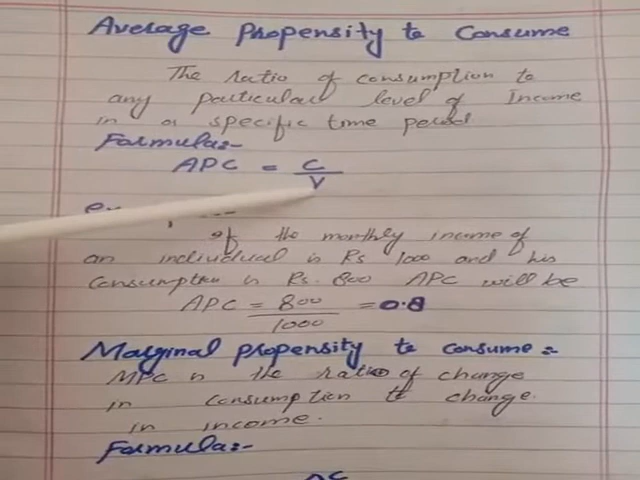 Average Propensity to Consume
The ratio of consumption to
any particular level of Income
in a specific time period
Formula:-
APC = C
Y
If the monthly income of
an individual is Rs 1000 and his
Consumption is Rs. 800 APC will be
APC = 800 = 0.8
1000
Marginal propensity to consume:-
MPC is the ratio of change
in consumption to change
in income.
Formula:-